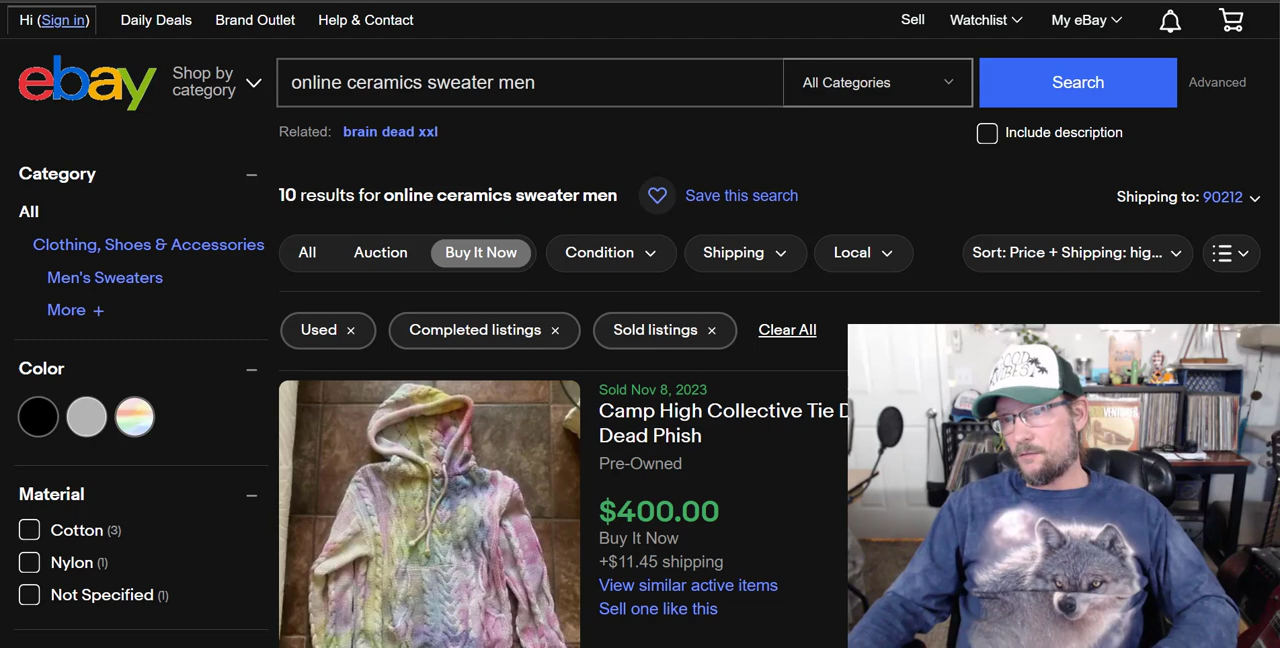 Hi (Sign in)
Daily Deals
Brand Outlet
Help & Contact
Sell
Watchlist
My eBay
ebay
Shop by
category
online ceramics sweater men
All Categories
Search
Advanced
Related: brain dead xxl
Include description
Category
All
Clothing, Shoes & Accessories
Men's Sweaters
More +
10 results for online ceramics sweater men
Save this search
Shipping to: 90212
All
Auction
Buy It Now
Condition
Shipping
Local
Sort: Price + Shipping: hig...
Used ×
Completed listings ×
Sold listings ×
Clear All
Color
Material
Cotton (3)
Nylon (1)
Not Specified (1)
Sold Nov 8, 2023
Camp High Collective Tie D
Dead Phish
Pre-Owned
$400.00
Buy It Now
+$11.45 shipping
View similar active items
Sell one like this
GOOD
VIBES